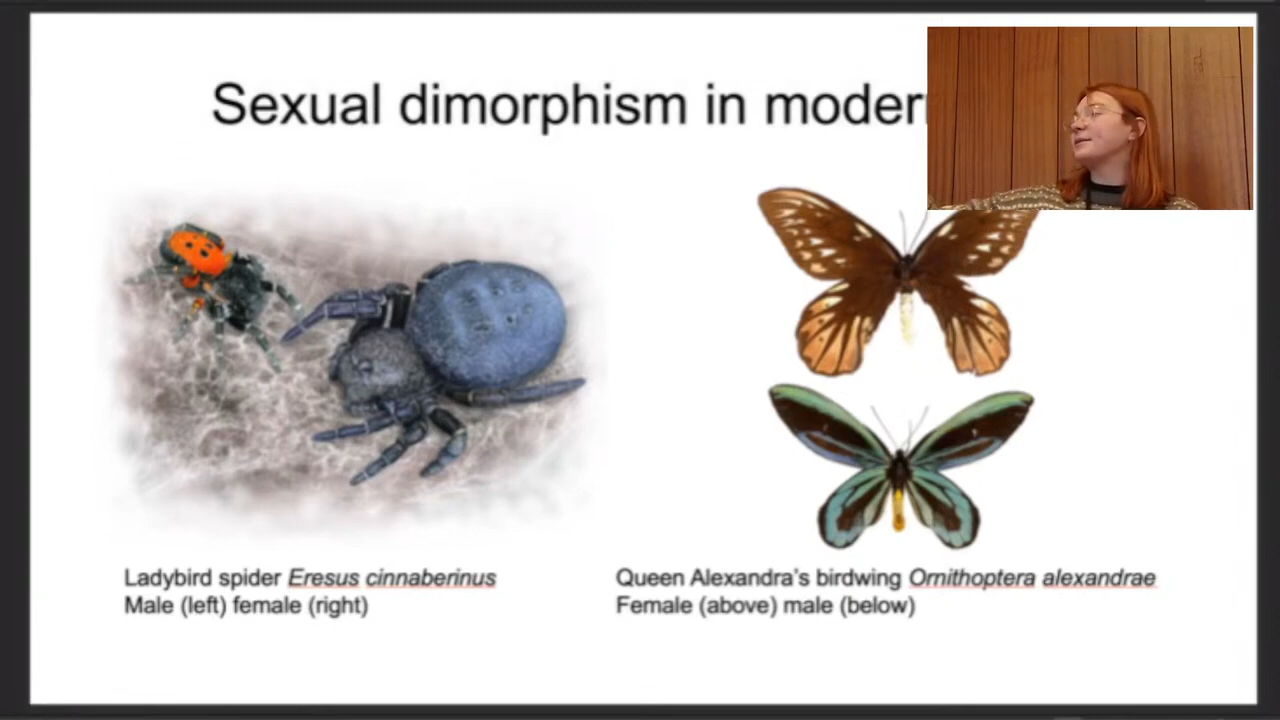 Sexual dimorphism in modern
Ladybird spider Eresus cinnaberinus
Male (left) female (right)
Queen Alexandra's birdwing Ornithoptera alexandrae
Female (above) male (below)